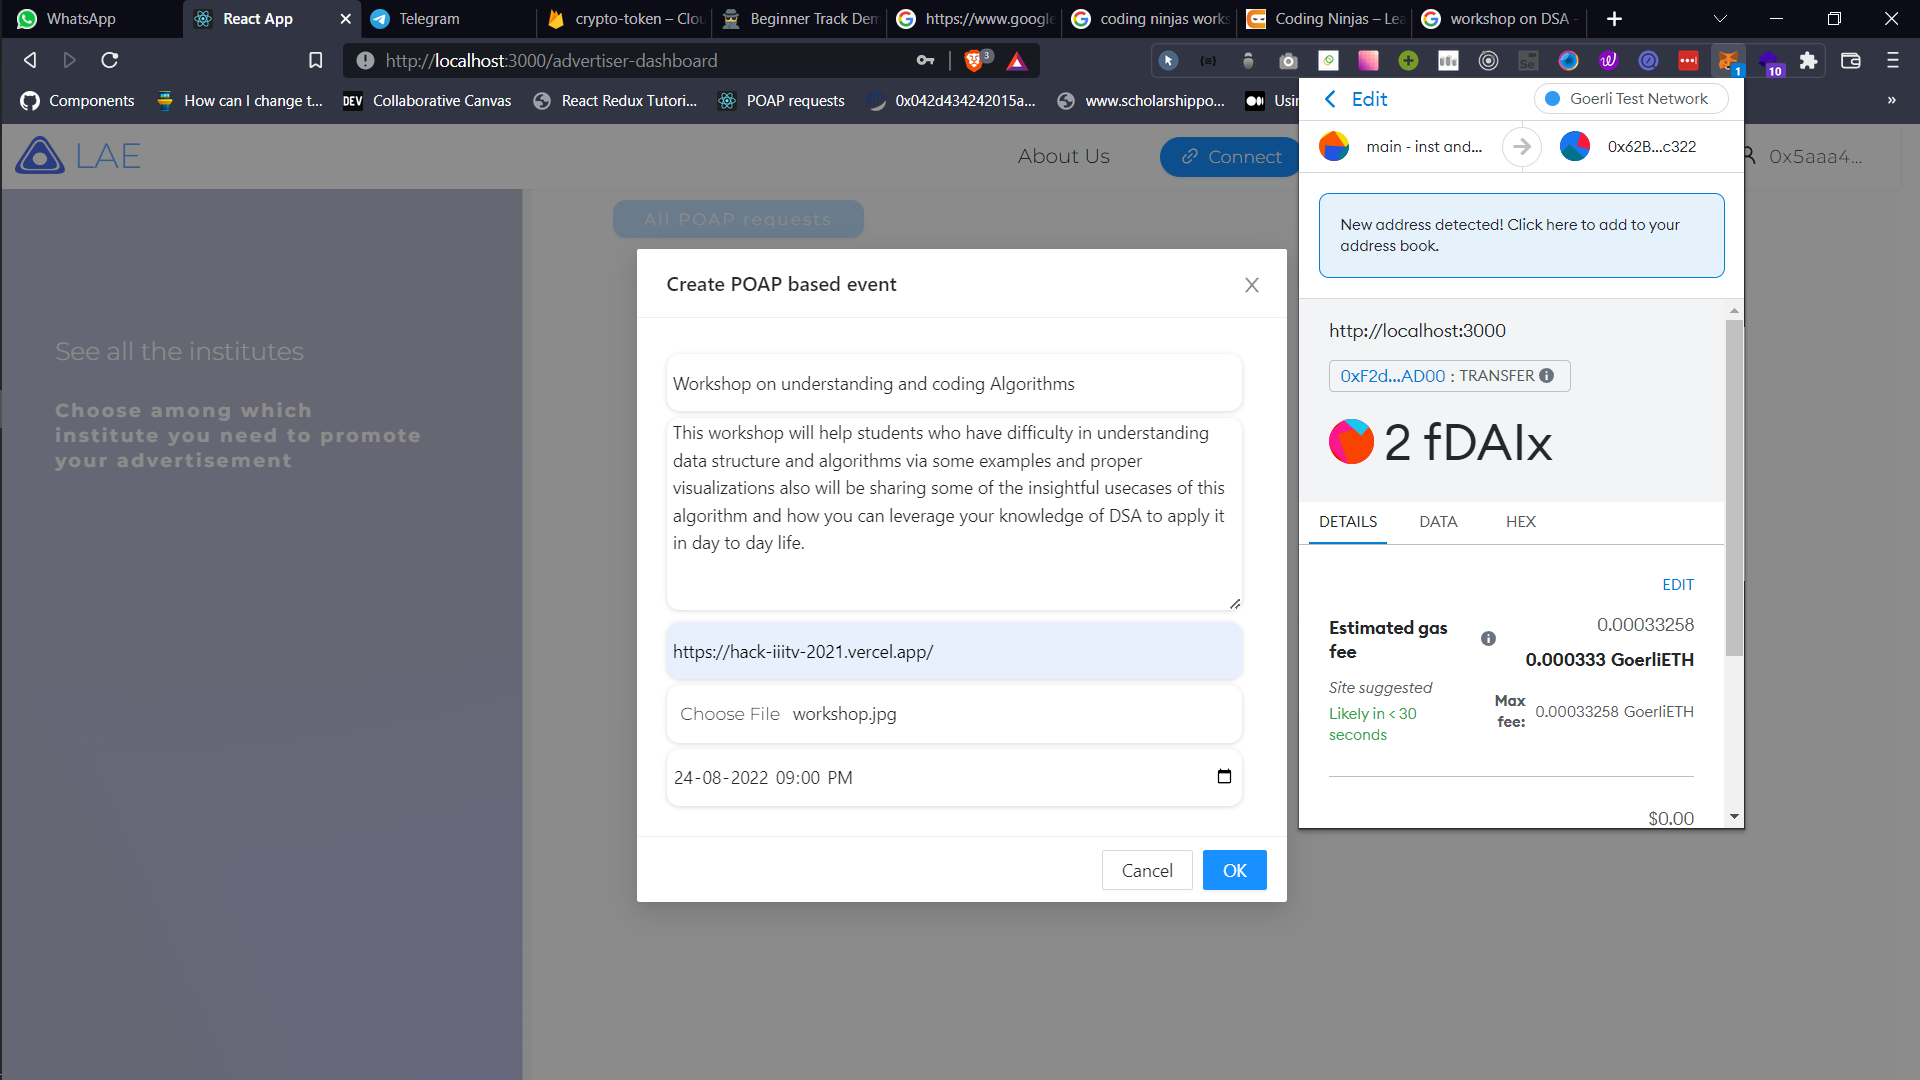 WhatsApp
React App
Telegram
crypto-token – Clou
Beginner Track Dem
https://www.google
coding ninjas works
Coding Ninjas – Lea
workshop on DSA -
http://localhost:3000/advertiser-dashboard
3
1
10
Components
How can I change t...
DEV Collaborative Canvas
React Redux Tutori...
POAP requests
0x042d434242015a...
www.scholarshippo...
Usin
»
LAE
About Us
Connect
0x5aaa4...
See all the institutes
Choose among which
institute you need to promote
your advertisement
All POAP requests
Create POAP based event
Workshop on understanding and coding Algorithms
This workshop will help students who have difficulty in understanding
data structure and algorithms via some examples and proper
visualizations also will be sharing some of the insightful usecases of this
algorithm and how you can leverage your knowledge of DSA to apply it
in day to day life.
https://hack-iiitv-2021.vercel.app/
Choose File workshop.jpg
24-08-2022 09:00 PM
Cancel
OK
Edit
Goerli Test Network
main - inst and...
0x62B...c322
New address detected! Click here to add to your
address book.
http://localhost:3000
0xF2d...AD00 : TRANSFER
2 fDAIx
DETAILS
DATA
HEX
EDIT
Estimated gas
fee
0.00033258
0.000333 GoerliETH
Site suggested
Likely in < 30
seconds
Max
fee:
0.00033258 GoerliETH
$0.00